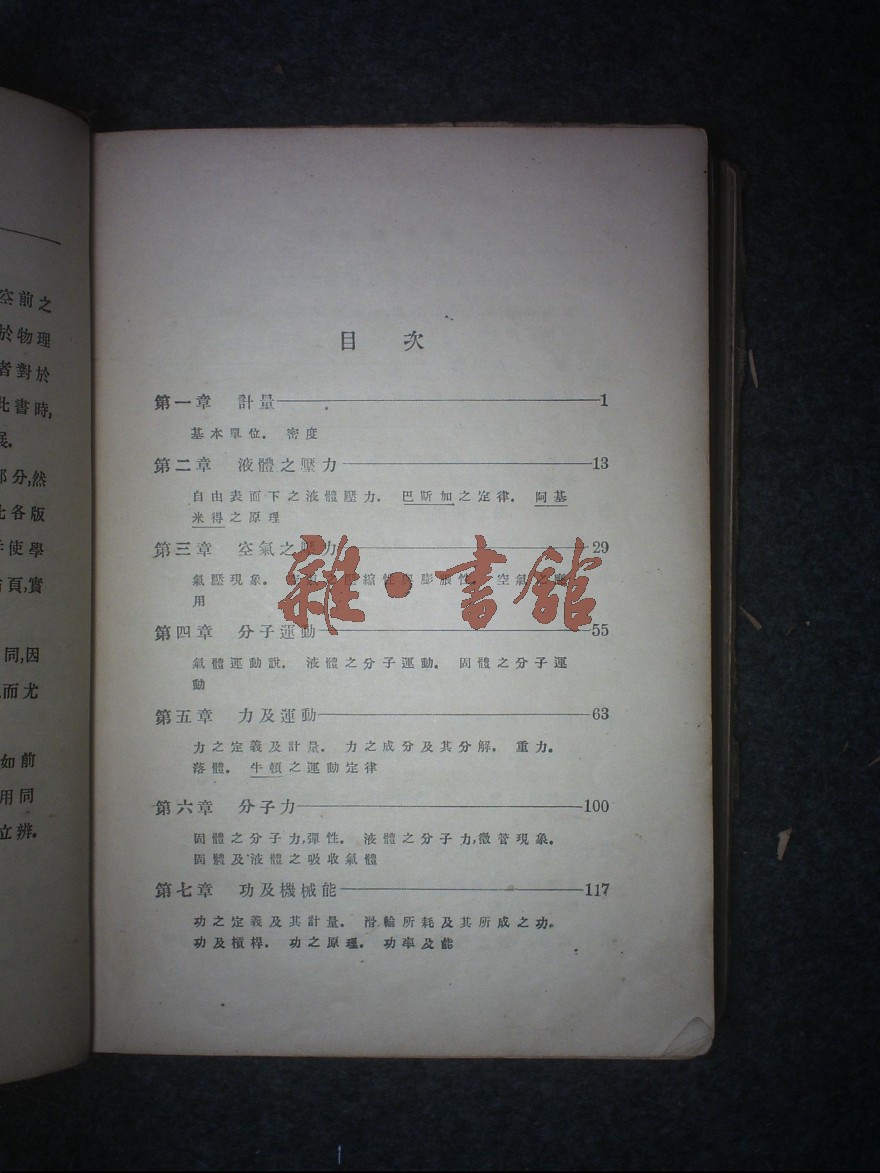 空前之
於物理
者對於
此書時,
展.
部分,然
比各版
使學
頁,實
同,因
而尤
如前
用同
立辨.
目 次
第一章 計量 1
基本單位. 密度
第二章 液體之壓力 13
自由表面下之液體壓力. 巴斯加之定律. 阿基
米得之原理
第三章 空氣之壓力 29
氣壓現象. 縮性與膨脹性. 空氣之應
用
第四章 分子運動 55
氣體運動說. 液體之分子運動. 固體之分子運
動
第五章 力及運動 63
力之定義及計量. 力之成分及其分解. 重力.
落體. 牛頓之運動定律
第六章 分子力 100
固體之分子力,彈性. 液體之分子力,微管現象.
固體及液體之吸收氣體
第七章 功及機械能 117
功之定義及其計量. 滑輪所耗及其所成之功.
功及槓桿. 功之原理. 功率及能
雜·書館